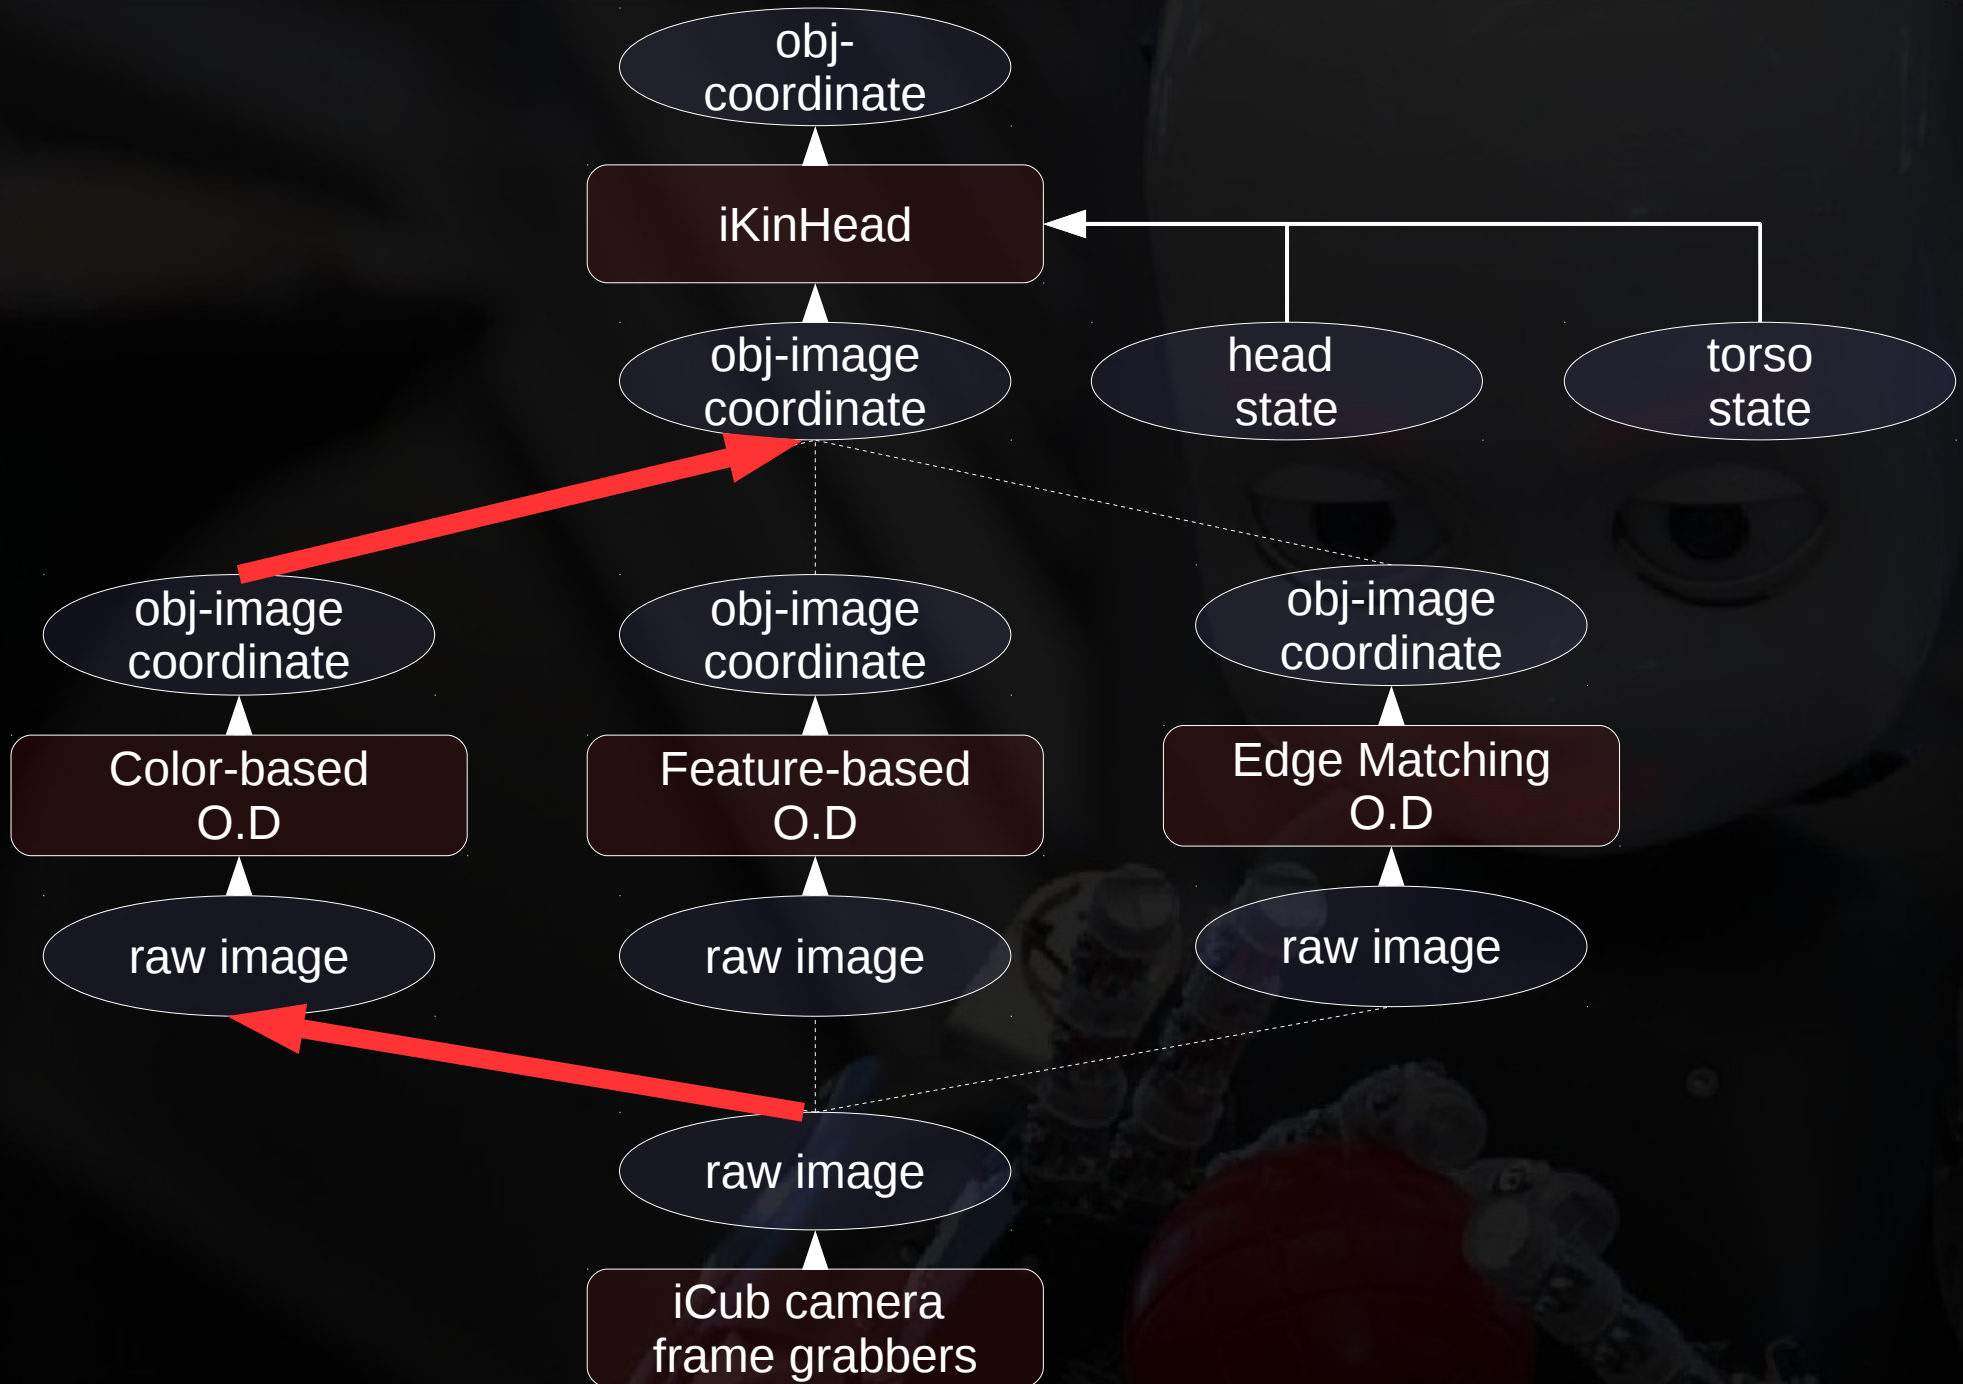 obj-
coordinate
iKinHead
obj-image
coordinate
head
state
torso
state
obj-image
coordinate
obj-image
coordinate
obj-image
coordinate
Color-based
O.D
Feature-based
O.D
Edge Matching
O.D
raw image
raw image
raw image
raw image
iCub camera
frame grabbers